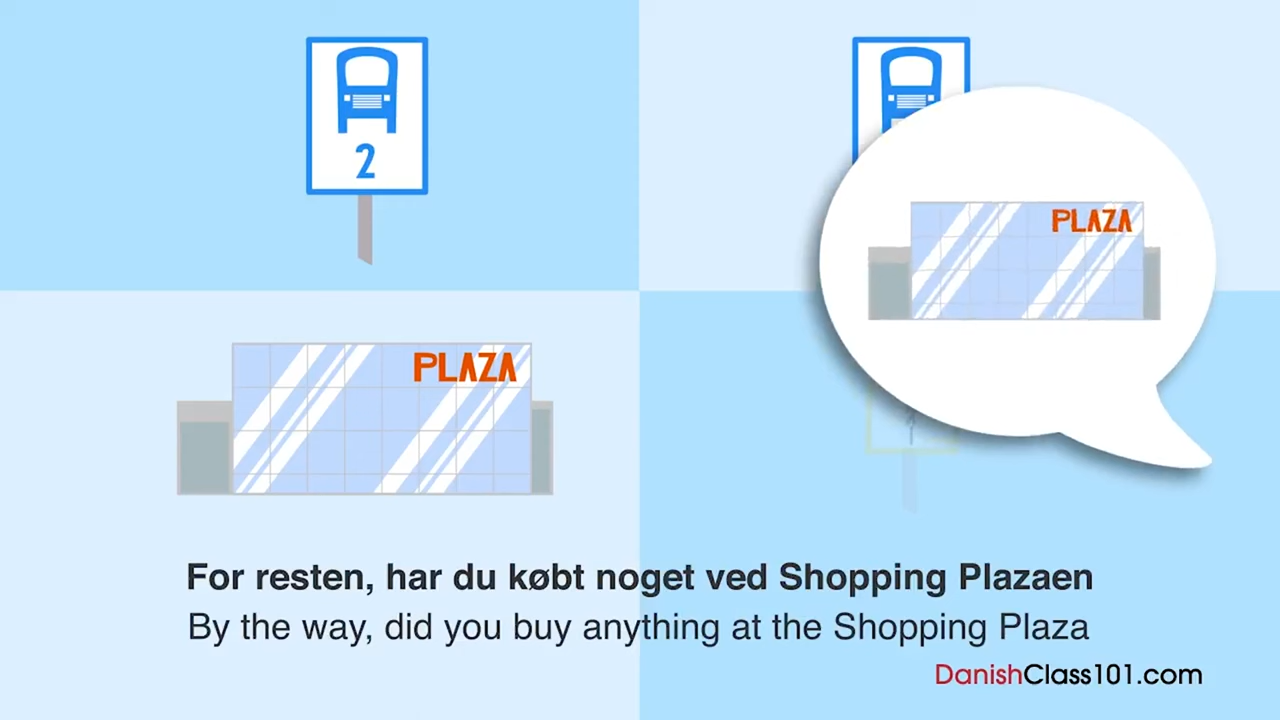 2
PLAZA
PLAZA
For resten, har du købt noget ved Shopping Plazaen
By the way, did you buy anything at the Shopping Plaza
DanishClass101.com